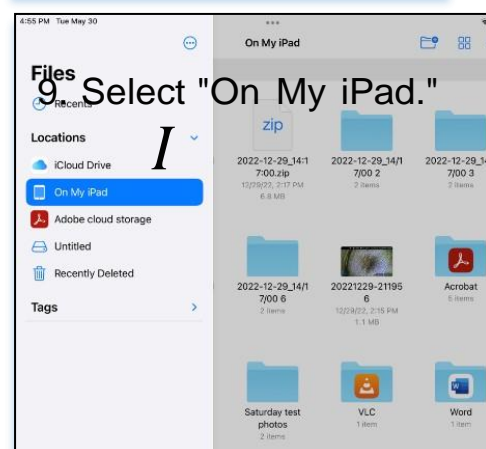 4:55 PM Tue May 30
On My iPad
Files
9. Select "On My iPad."
Recents
Locations
I
iCloud Drive
On My iPad
Adobe cloud storage
Untitled
Recently Deleted
Tags
zip
2022-12-29_14:1
7:00.zip
12/29/22, 2:17 PM
6.8 MB
2022-12-29_14/1
7/00 2
2 items
2022-12-29_14
7/00 3
2 items
2022-12-29_14/1
7/00 6
2 items
20221229-21195
6
12/29/22, 2:15 PM
1.1 MB
Acrobat
5 items
Saturday test
photos
2 items
VLC
1 item
Word
1 item